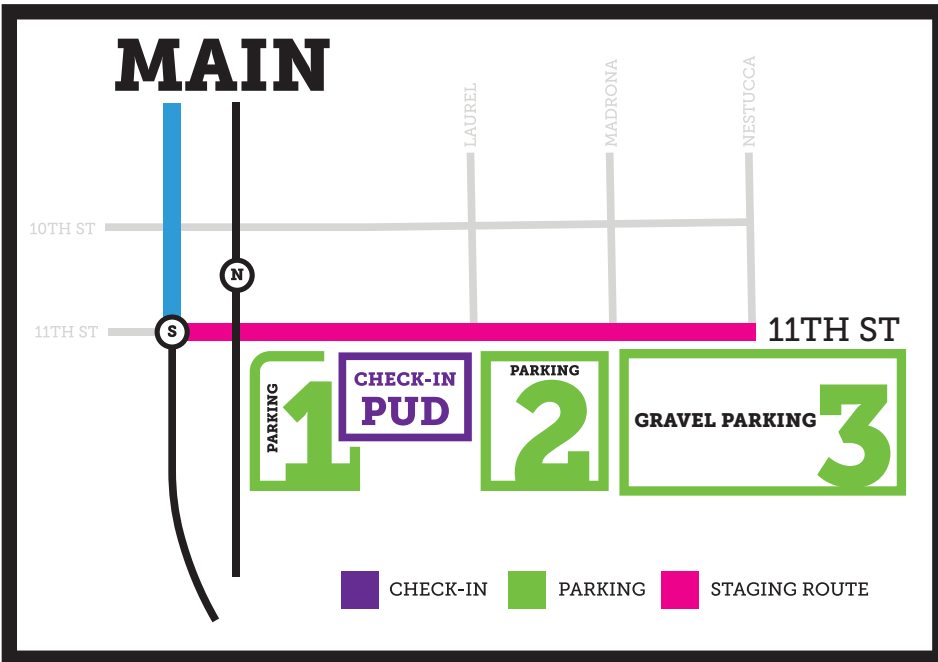 MAIN
LAUREL
MADRONA
NESTUCCA
10TH ST
N
11TH ST
S
11TH ST
PARKING
1
CHECK-IN
PUD
PARKING
2
GRAVEL PARKING
3
CHECK-IN
PARKING
STAGING ROUTE